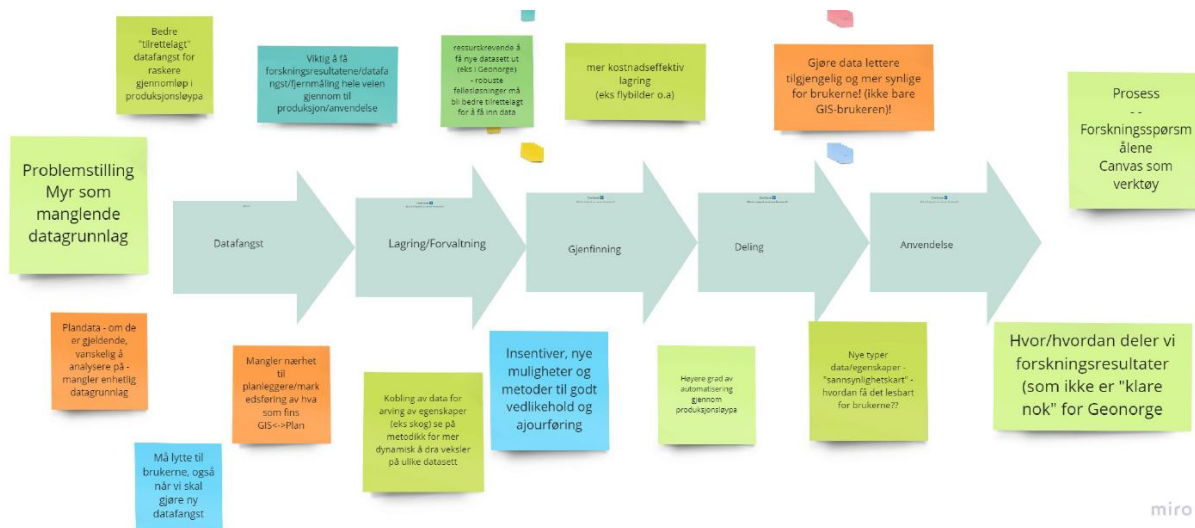 Bedre
"tilrettelagt"
datafangst for
raskere
gjennomløp i
produksjonsløypa
Viktig å få
forskningsresultatene/datafa
ngst/fjernmåling hele veien
gjennom til
produksjon/anvendelse
ressurskrevende å
få nye datasett ut
(eks i Geonorge)
- robuste
fellesløsninger må
bli bedre tilrettelagt
for å få inn data
mer kostnadseffektiv
lagring
(eks flybilder o.a)
Gjøre data lettere
tilgjengelig og mer synlige
for brukerne! (ikke bare
GIS-brukeren)!
Prosess
--
Forskningsspørsm
ålene
Canvas som
verktøy
Problemstilling
Myr som
manglende
datagrunnlag
Datafangst
Lagring/Forvaltning
Gjenfinning
Deling
Anvendelse
Plandata - om de
er gjeldende,
vanskelig å
analysere på -
mangler enhetlig
datagrunnlag
Mangler nærhet
til
planleggere/mark
edsføring av hva
som fins
GIS<->Plan
Må lytte til
brukerne, også
når vi skal
gjøre ny
datafangst
Kobling av data for
arving av egenskaper
(eks skog) se på
metodikk for mer
dynamisk å dra veksler
på ulike datasett
Insentiver, nye
muligheter og
metoder til godt
vedlikehold og
ajourføring
Høyere grad av
automatisering
gjennom
produksjonsløypa
Nye typer
data/egenskaper -
"sannsynlighetskart" -
hvordan få det lesbart
for brukerne??
Hvor/hvordan deler vi
forskningsresultater
(som ikke er "klare
nok" for Geonorge
miro